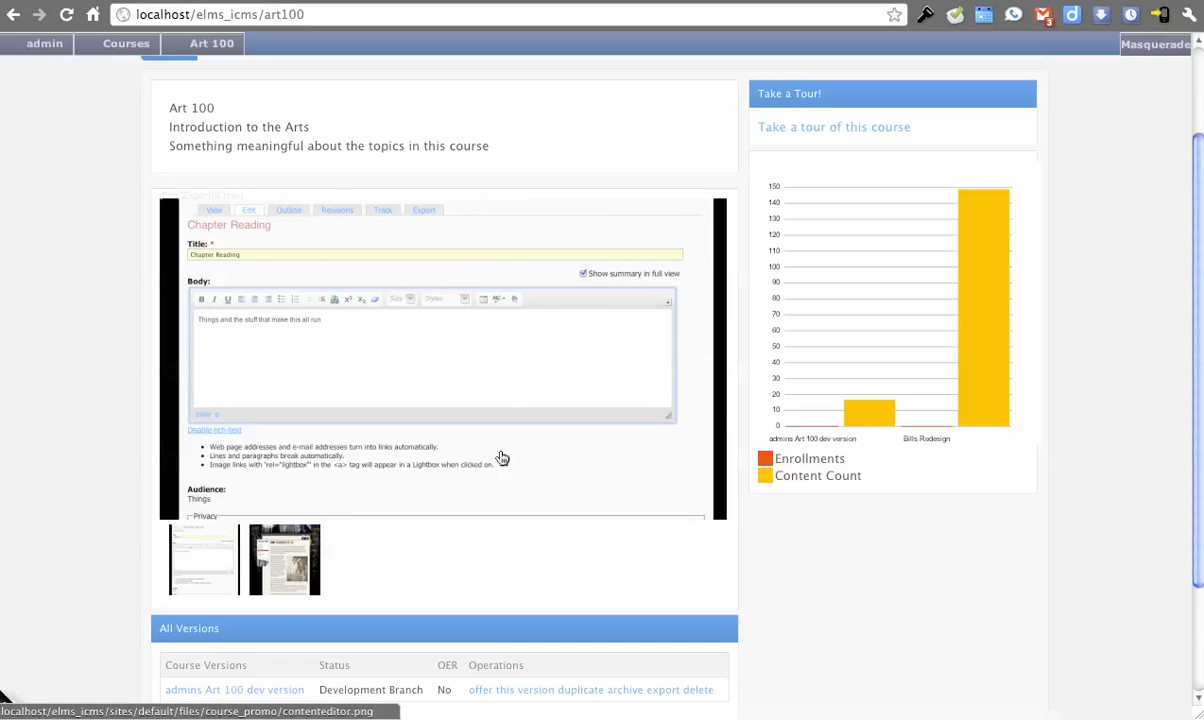 localhost/elms_icms/art100
3
admin
Courses
Art 100
Masquerade
Art 100
Introduction to the Arts
Something meaningful about the topics in this course
View
Edit
Outline
Revisions
Track
Export
Chapter Reading
Title: *
Chapter Reading
Show summary in full view
Body:
B I U
Size
Styles
Things and the stuff that make this all run
Body p
Disable rich-text
Web page addresses and e-mail addresses turn into links automatically.
Lines and paragraphs break automatically.
Image links with 'rel="lightbox"' in the <a> tag will appear in a Lightbox when clicked on.
Audience:
Things
Privacy
All Versions
Course Versions Status OER Operations
admins Art 100 dev version Development Branch No offer this version duplicate archive export delete
Take a Tour!
Take a tour of this course
150
140
130
120
110
100
90
80
70
60
50
40
30
20
10
0
admins Art 100 dev version
Bills Redesign
Enrollments
Content Count
localhost/elms_icms/sites/default/files/course_promo/contenteditor.png